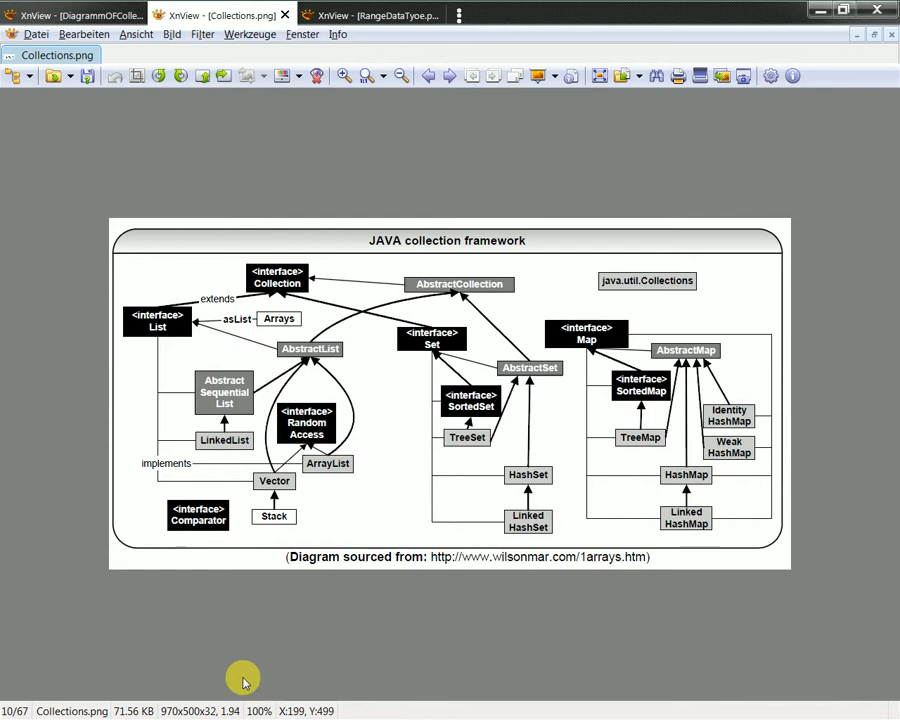 XnView - [DiagrammOFColle...
XnView - [Collections.png]
XnView - [RangeDataTyoe.p...
Datei Bearbeiten Ansicht Bild Filter Werkzeuge Fenster Info
Collections.png
JAVA collection framework
<interface>
Collection
AbstractCollection
java.util.Collections
extends
<interface>
List
asList
Arrays
<interface>
Set
<interface>
Map
AbstractList
AbstractMap
AbstractSet
Abstract
Sequential
List
<interface>
SortedSet
<interface>
SortedMap
<interface>
Random
Access
Identity
HashMap
LinkedList
TreeSet
TreeMap
Weak
HashMap
implements
ArrayList
Vector
HashSet
HashMap
<interface>
Comparator
Stack
Linked
HashSet
Linked
HashMap
(Diagram sourced from: http://www.wilsonmar.com/1arrays.htm)
10/67 Collections.png 71.56 KB 970x500x32, 1.94 100% X:199, Y:499